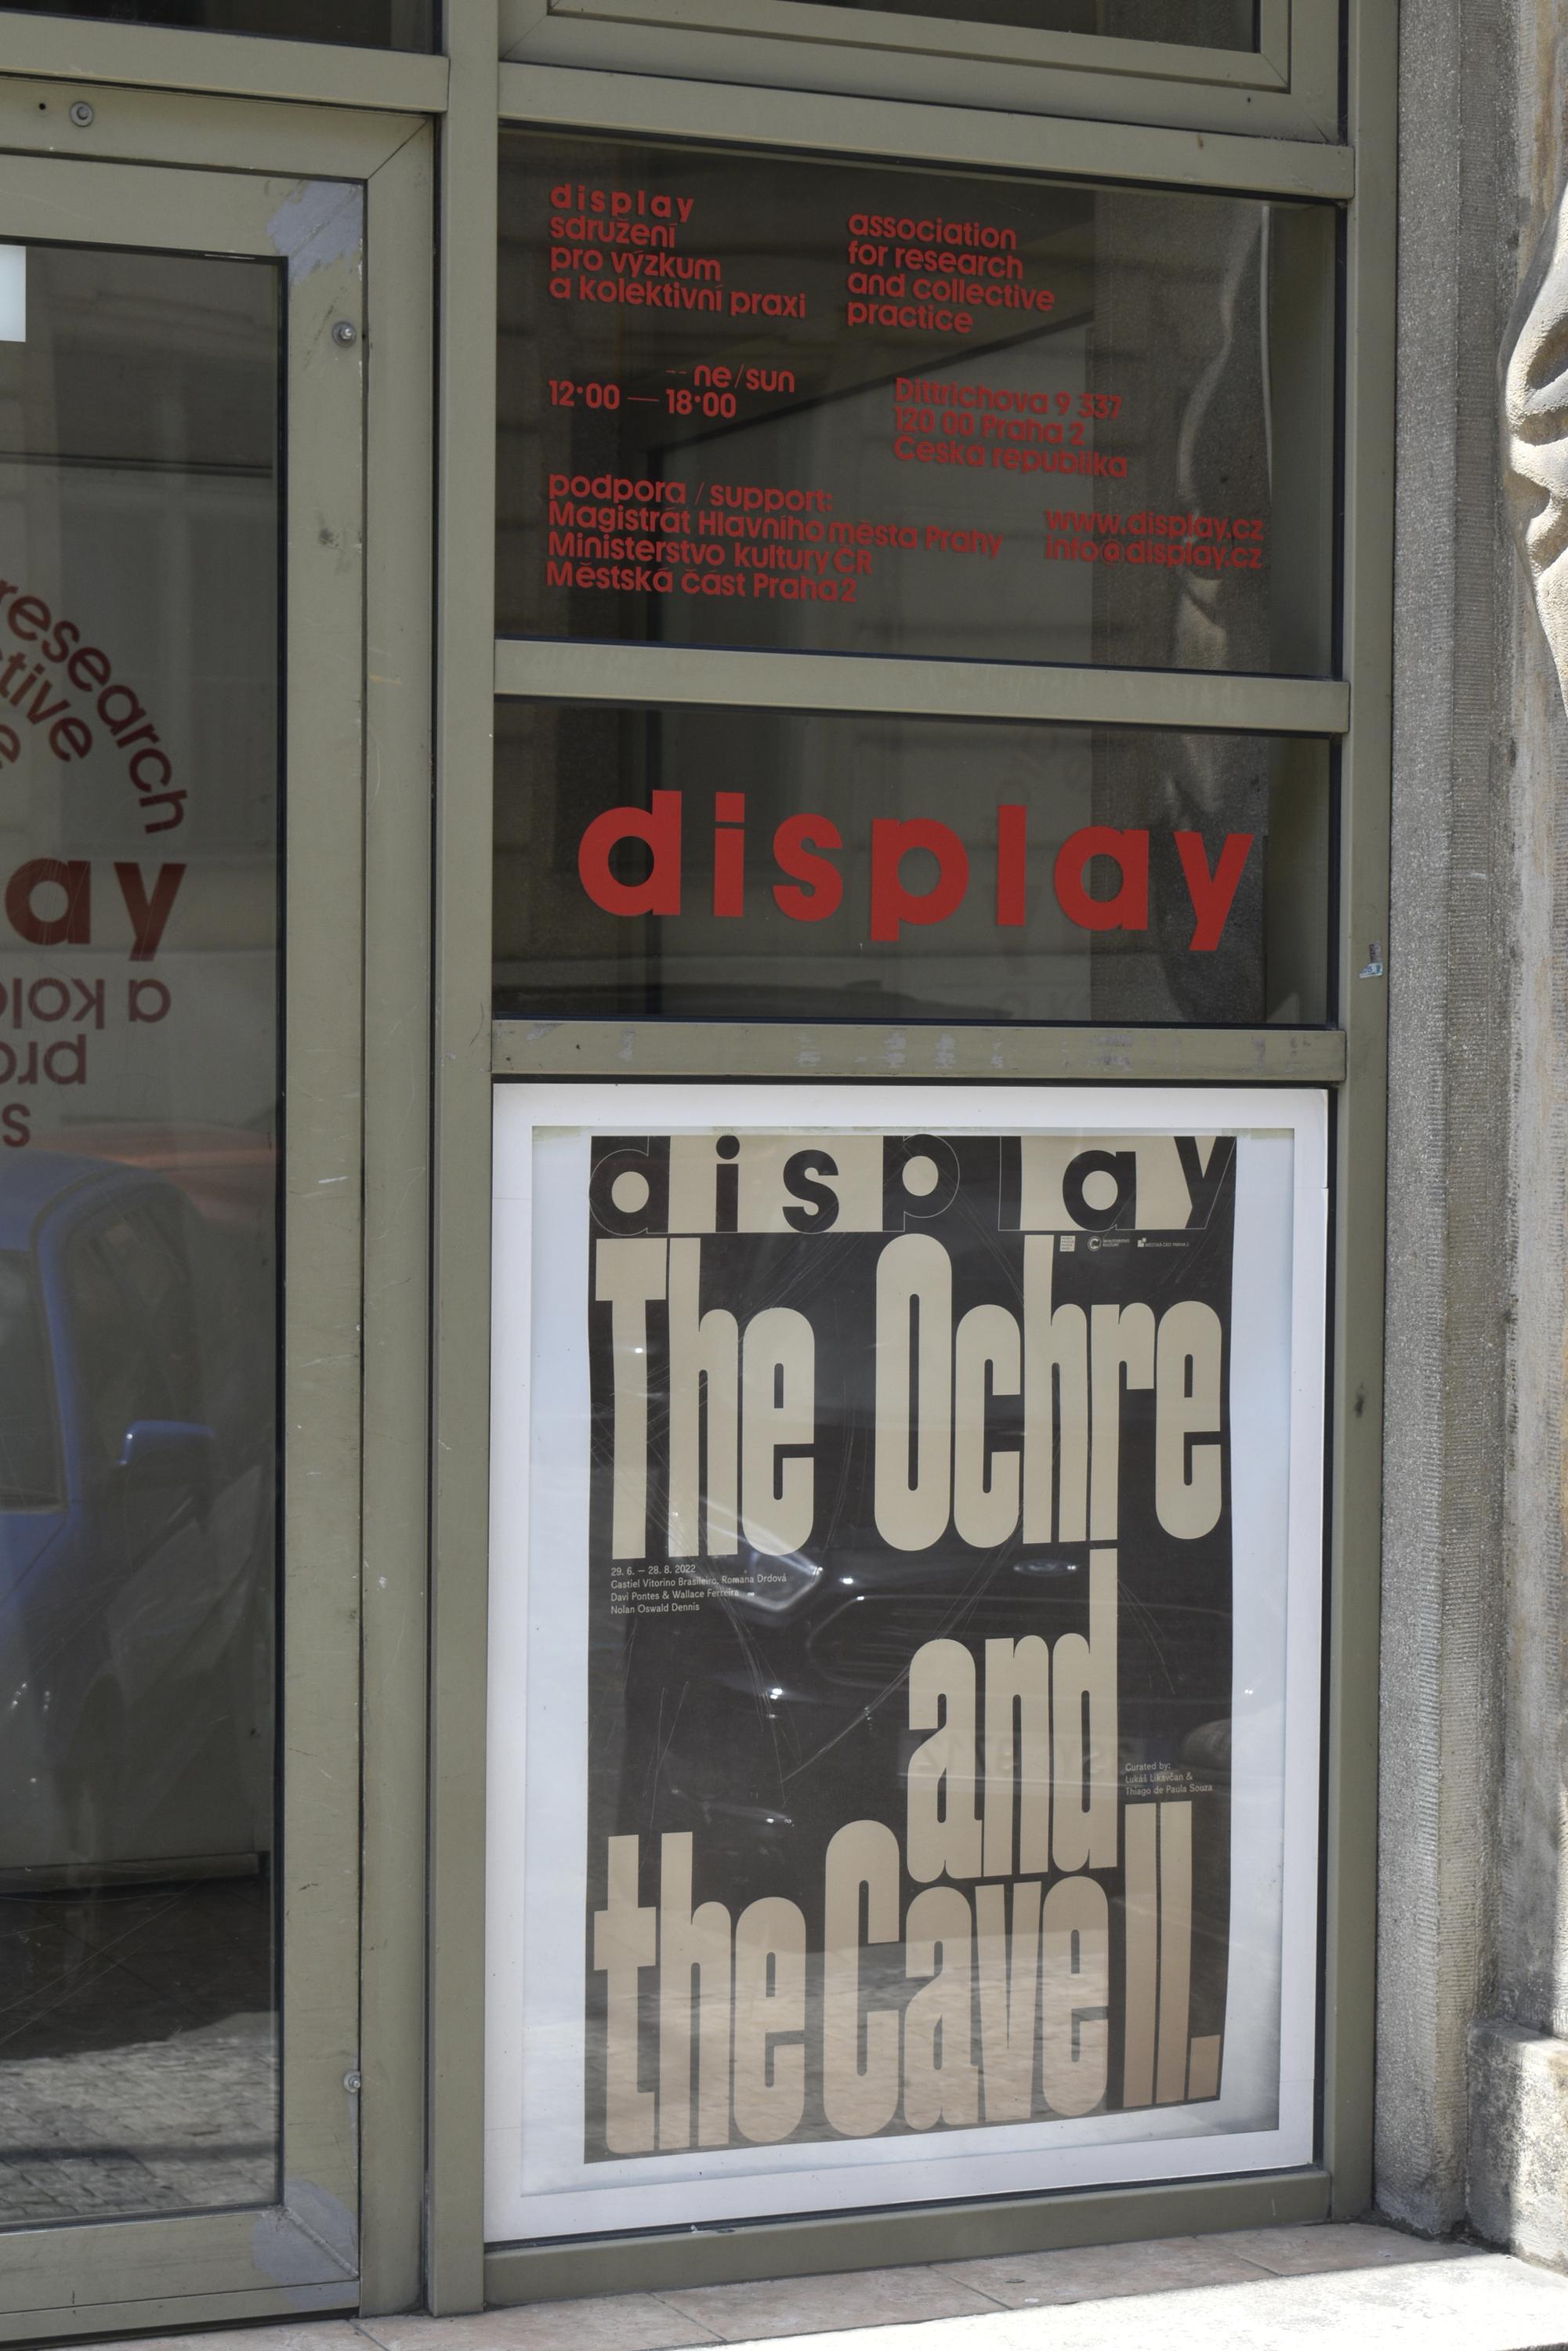 research
ay
display
sdružení
pro výzkum
a kolektivní praxi
association
for research
and collective
practice
ne/sun
12:00 — 18:00
Dittrichova 9 337
120 00 Praha 2
Česká republika
podpora / support:
Magistrát Hlavního města Prahy
Ministerstvo kultury ČR
Městská část Praha 2
www.display.cz
info@display.cz
display
display
The Ochre
29. 6. – 28. 8. 2022
Castiel Vitorino Brasileiro, Romana Drdová
Davi Pontes & Wallace Ferreira
Nolan Oswald Dennis
and
Curated by:
Lukáš Likavčan &
Thiago de Paula Souza
the Cave II.